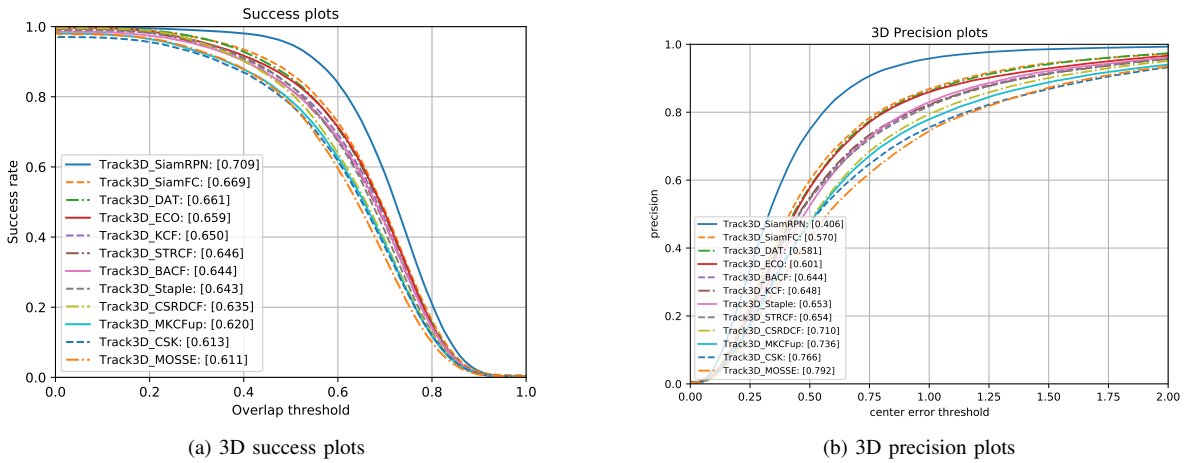 Success plots
Success rate
1.0
0.8
0.6
0.4
0.2
0.0
Track3D_SiamRPN: [0.709]
Track3D_SiamFC: [0.669]
Track3D_DAT: [0.661]
Track3D_ECO: [0.659]
Track3D_KCF: [0.650]
Track3D_STRCF: [0.646]
Track3D_BACF: [0.644]
Track3D_Staple: [0.643]
Track3D_CSRDCF: [0.635]
Track3D_MKCFup: [0.620]
Track3D_CSK: [0.613]
Track3D_MOSSE: [0.611]
0.0 0.2 0.4 0.6 0.8 1.0
Overlap threshold
(a) 3D success plots
3D Precision plots
precision
1.0
0.8
0.6
0.4
0.2
0.0
Track3D_SiamRPN: [0.406]
Track3D_SiamFC: [0.570]
Track3D_DAT: [0.581]
Track3D_ECO: [0.601]
Track3D_BACF: [0.644]
Track3D_KCF: [0.648]
Track3D_Staple: [0.653]
Track3D_STRCF: [0.654]
Track3D_CSRDCF: [0.710]
Track3D_MKCFup: [0.736]
Track3D_CSK: [0.766]
Track3D_MOSSE: [0.792]
0.00 0.25 0.50 0.75 1.00 1.25 1.50 1.75 2.00
center error threshold
(b) 3D precision plots